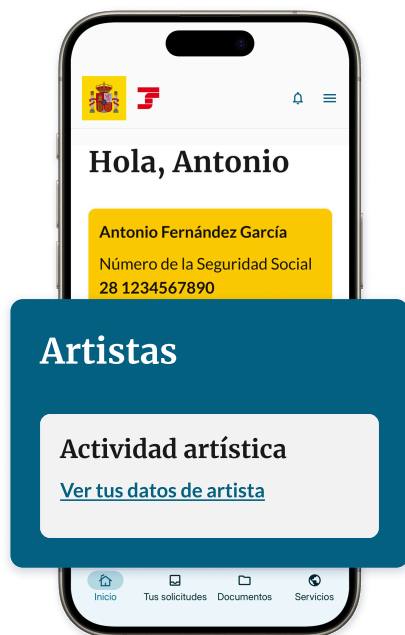 Hola, Antonio
Antonio Fernández García
Número de la Seguridad Social
28 1234567890
Artistas
Actividad artística
Ver tus datos de artista
Inicio
Tus solicitudes
Documentos
Servicios